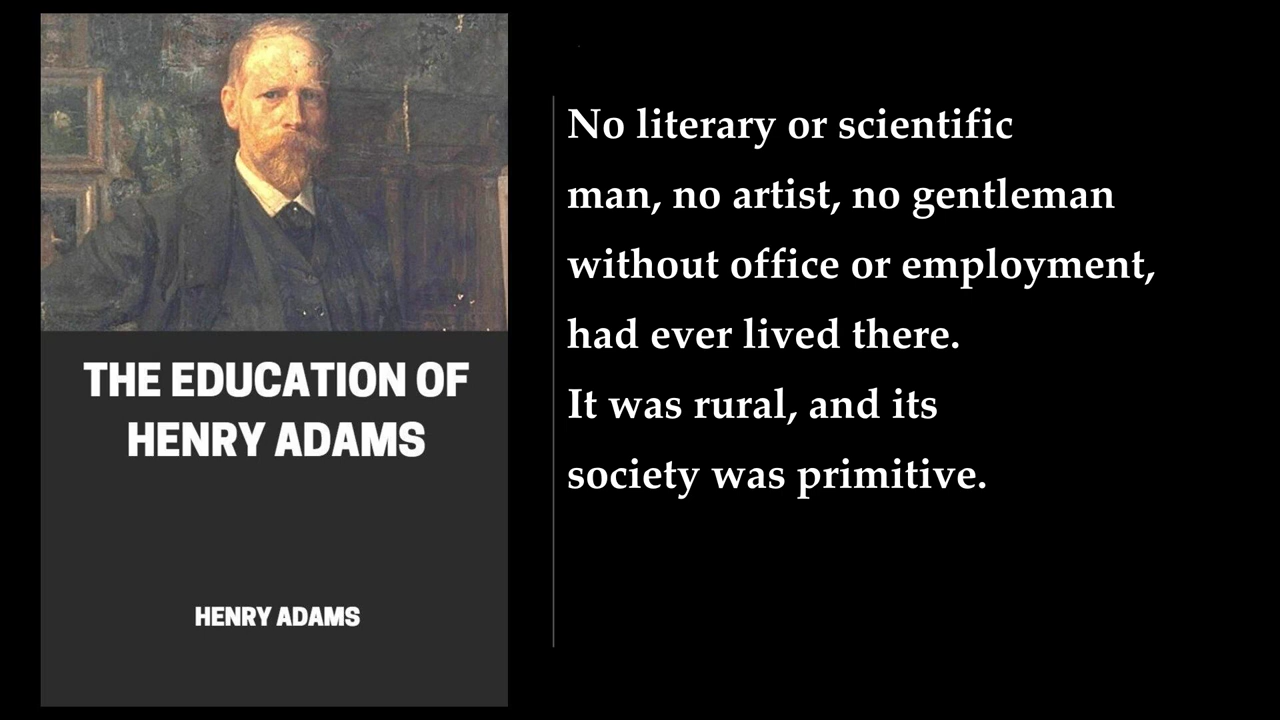 THE EDUCATION OF
HENRY ADAMS
HENRY ADAMS
No literary or scientific
man, no artist, no gentleman
without office or employment,
had ever lived there.
It was rural, and its
society was primitive.